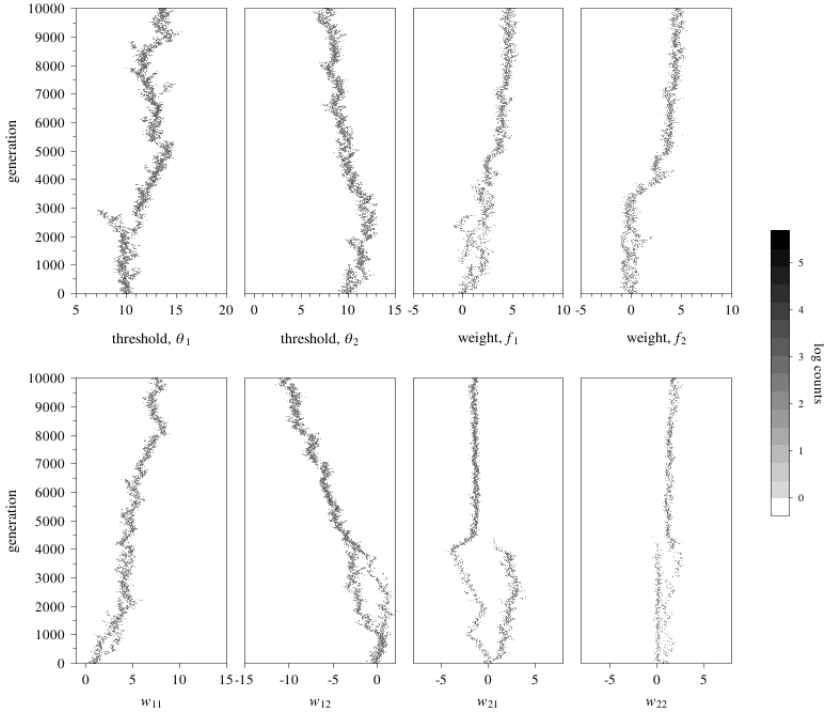 10000
9000
8000
7000
6000
5000
4000
3000
2000
1000
0
generation
5 10 15 20
0 5 10 15
-5 0 5 10
-5 0 5 10
threshold, θ1
threshold, θ2
weight, f1
weight, f2
5
4
3
2
1
0
log counts
10000
9000
8000
7000
6000
5000
4000
3000
2000
1000
0
generation
0 5 10 15
-15 -10 -5 0
-5 0 5
-5 0 5
w11
w12
w21
w22